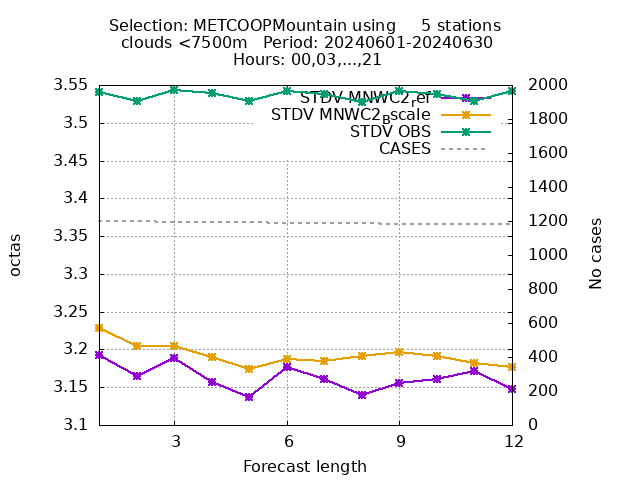 Selection: METCOOPMountain using     5 stations
clouds <7500m   Period: 20240601-20240630
Hours: 00,03,...,21
STDV MNWC2ref
STDV MNWC2Bscale
STDV OBS
CASES
3.55
3.5
3.45
3.4
3.35
3.3
3.25
3.2
3.15
3.1
2000
1800
1600
1400
1200
1000
800
600
400
200
0
octas
No cases
3
6
9
12
Forecast length